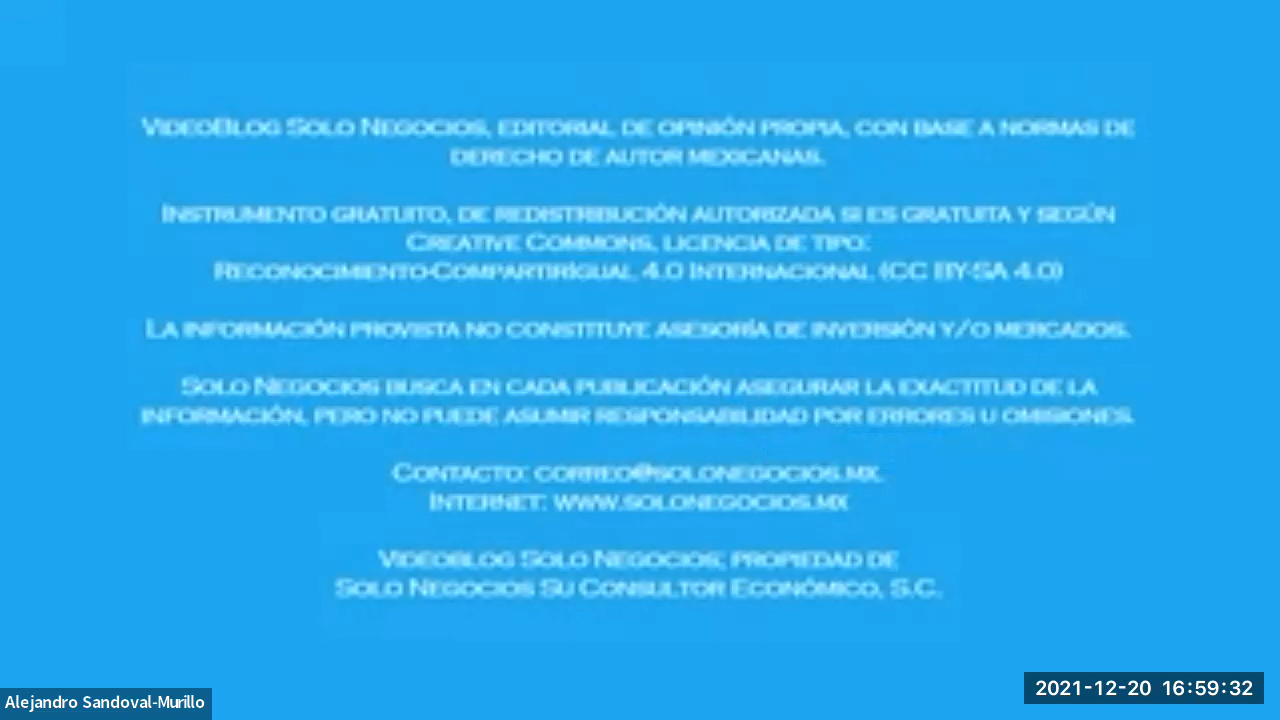 VideoBlog Solo Negocios, editorial de opinión propia, con base a normas de
derecho de autor mexicanas.
Instrumento gratuito, de redistribución autorizada si es gratuita y según
Creative Commons, licencia de tipo:
Reconocimiento-CompartirIgual 4.0 Internacional (CC BY-SA 4.0)
La información provista no constituye asesoría de inversión y/o mercados.
Solo Negocios busca en cada publicación asegurar la exactitud de la
información, pero no puede asumir responsabilidad por errores u omisiones.
Contacto: correo@solonegocios.mx.
Internet: www.solonegocios.mx
Videoblog Solo Negocios; propiedad de
Solo Negocios Su Consultor Económico, S.C.
Alejandro Sandoval-Murillo
2021-12-20 16:59:32